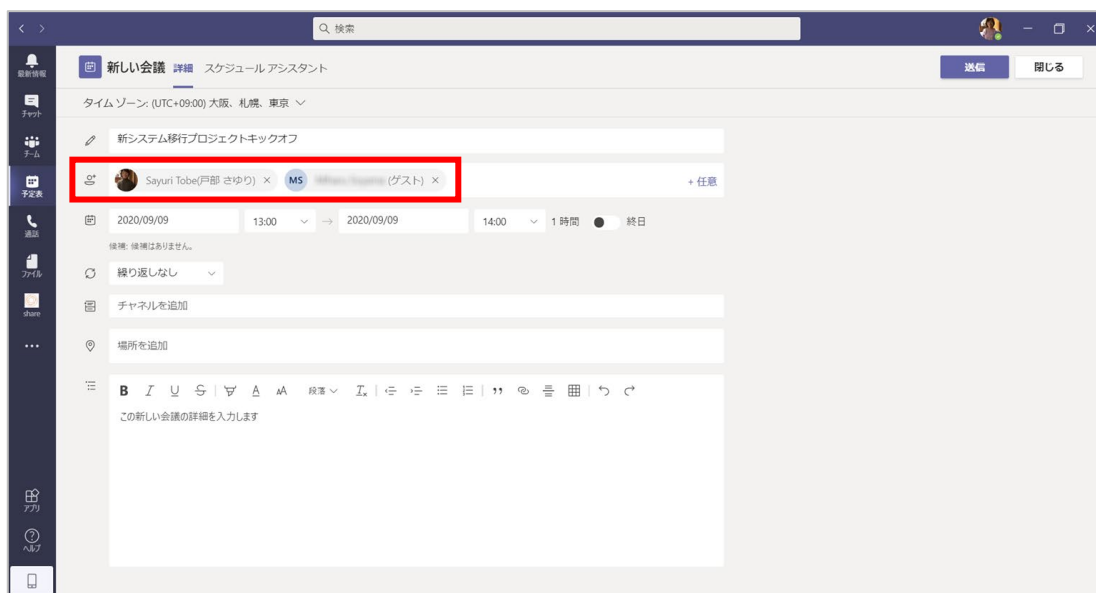 検索
最新情報
チャット
チーム
予定表
通話
ファイル
share
アプリ
ヘルプ
新しい会議 詳細 スケジュール アシスタント
送信 閉じる
タイム ゾーン: (UTC+09:00) 大阪、札幌、東京
新システム移行プロジェクトキックオフ
Sayuri Tobe(戸部 さゆり) × MS (ゲスト) ×
+ 任意
2020/09/09 13:00 → 2020/09/09 14:00 1 時間 終日
候補: 候補はありません。
繰り返しなし
チャネルを追加
場所を追加
B I U S A AA 段落
この新しい会議の詳細を入力します